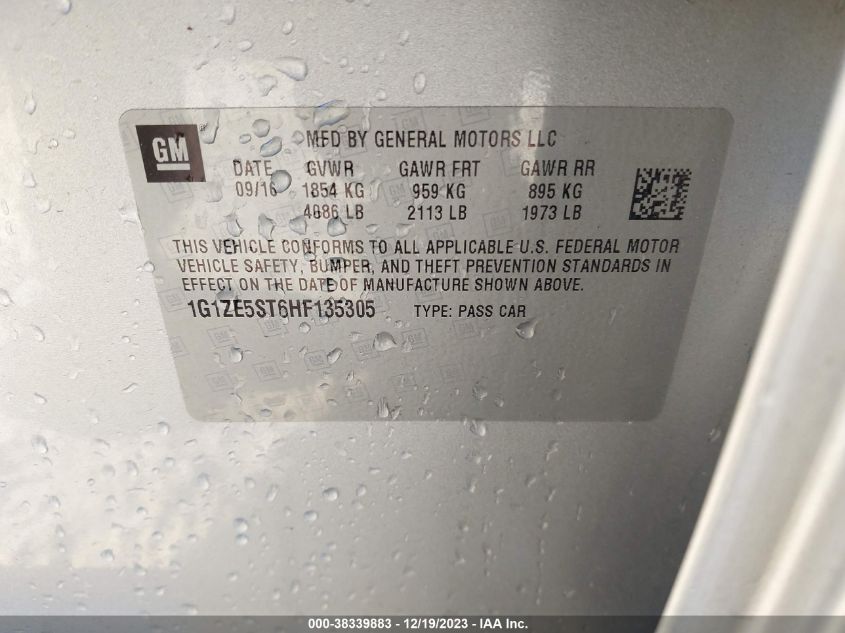 GM
MFD BY GENERAL MOTORS LLC
DATE GVWR GAWR FRT GAWR RR
09/16 1854 KG 959 KG 895 KG
4086 LB 2113 LB 1973 LB
THIS VEHICLE CONFORMS TO ALL APPLICABLE U.S. FEDERAL MOTOR
VEHICLE SAFETY, BUMPER, AND THEFT PREVENTION STANDARDS IN
EFFECT ON THE DATE OF MANUFACTURE SHOWN ABOVE.
1G1ZE5ST6HF135305 TYPE: PASS CAR
000-38339883 - 12/19/2023 - IAA Inc.